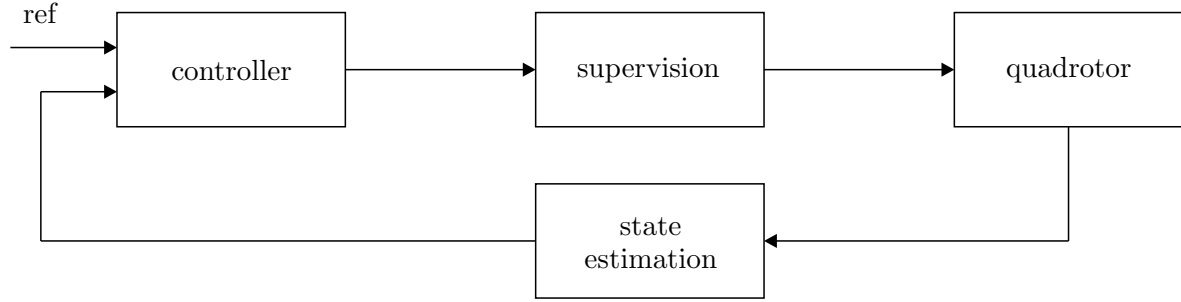 ref
controller
supervision
quadrotor
state
estimation